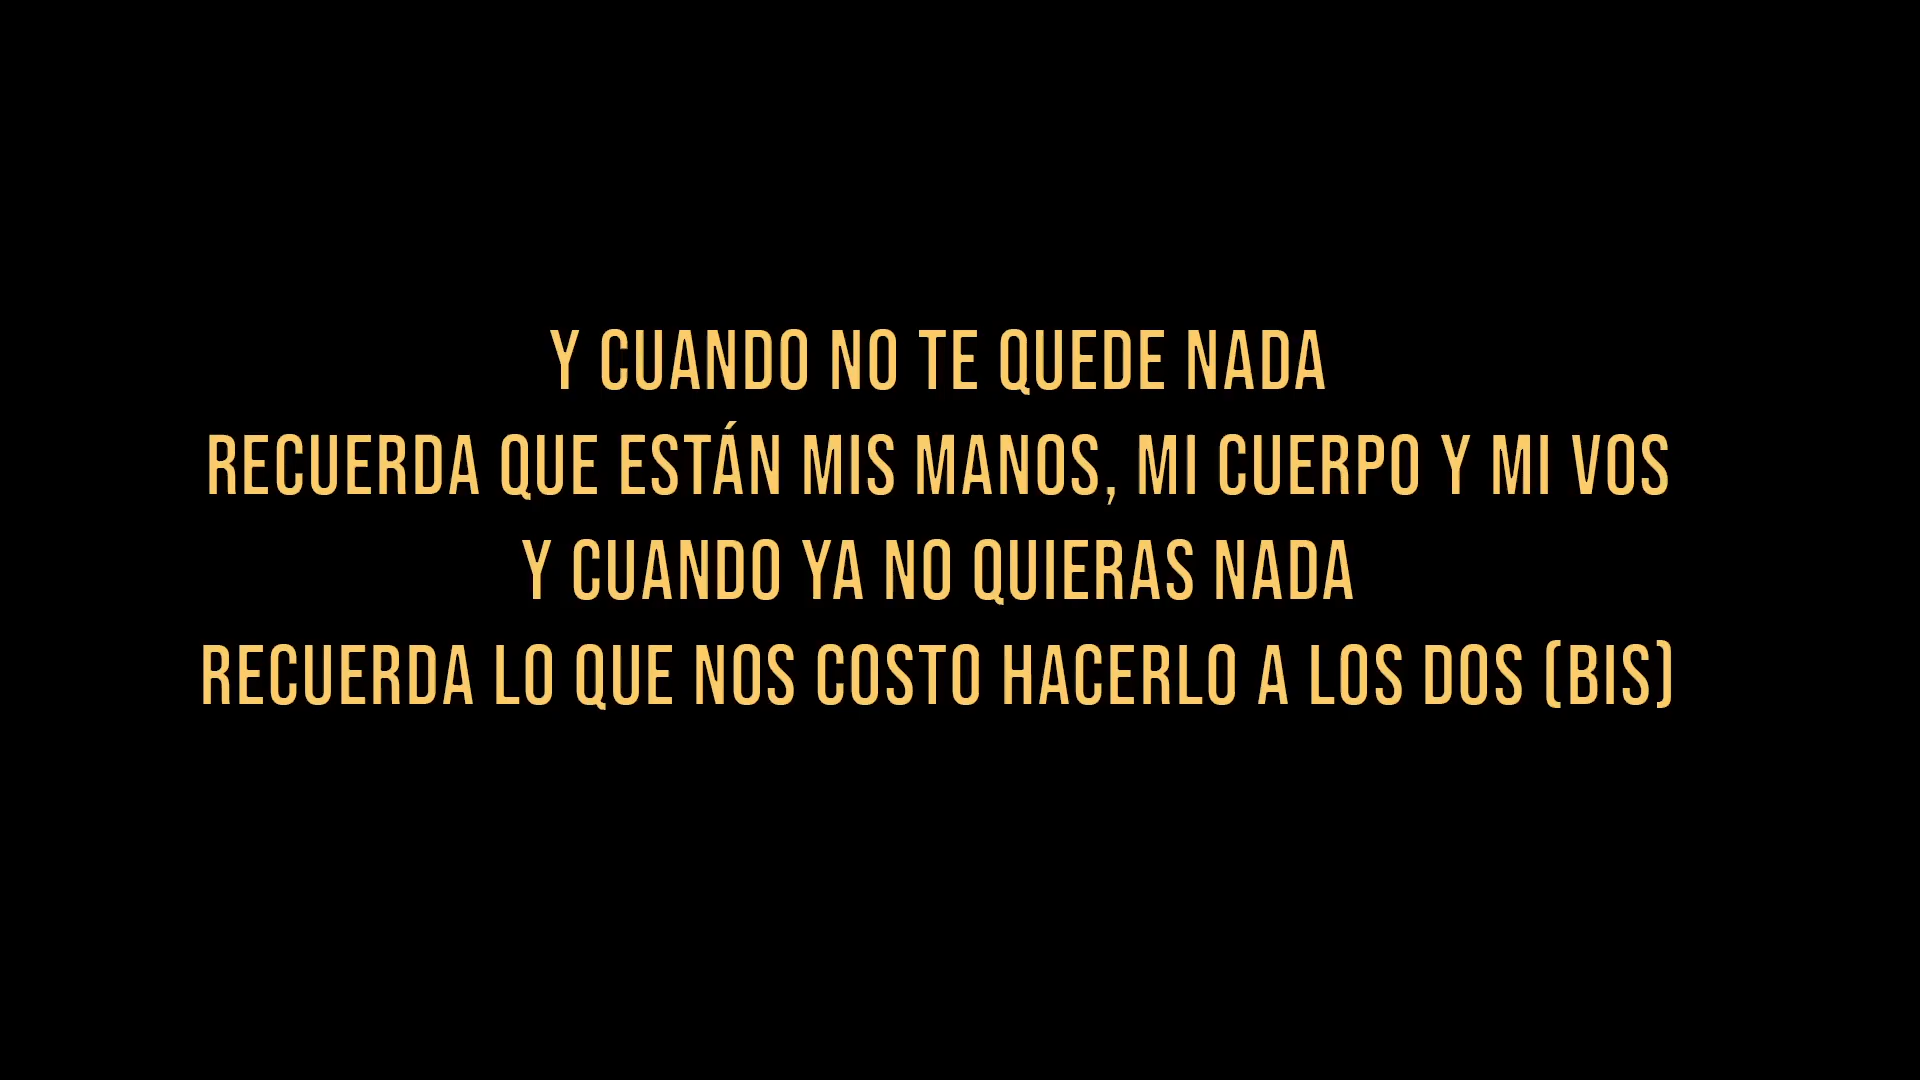 Y CUANDO NO TE QUEDE NADA
RECUERDA QUE ESTÁN MIS MANOS, MI CUERPO Y MI VOS
Y CUANDO YA NO QUIERAS NADA
RECUERDA LO QUE NOS COSTO HACERLO A LOS DOS (BIS)